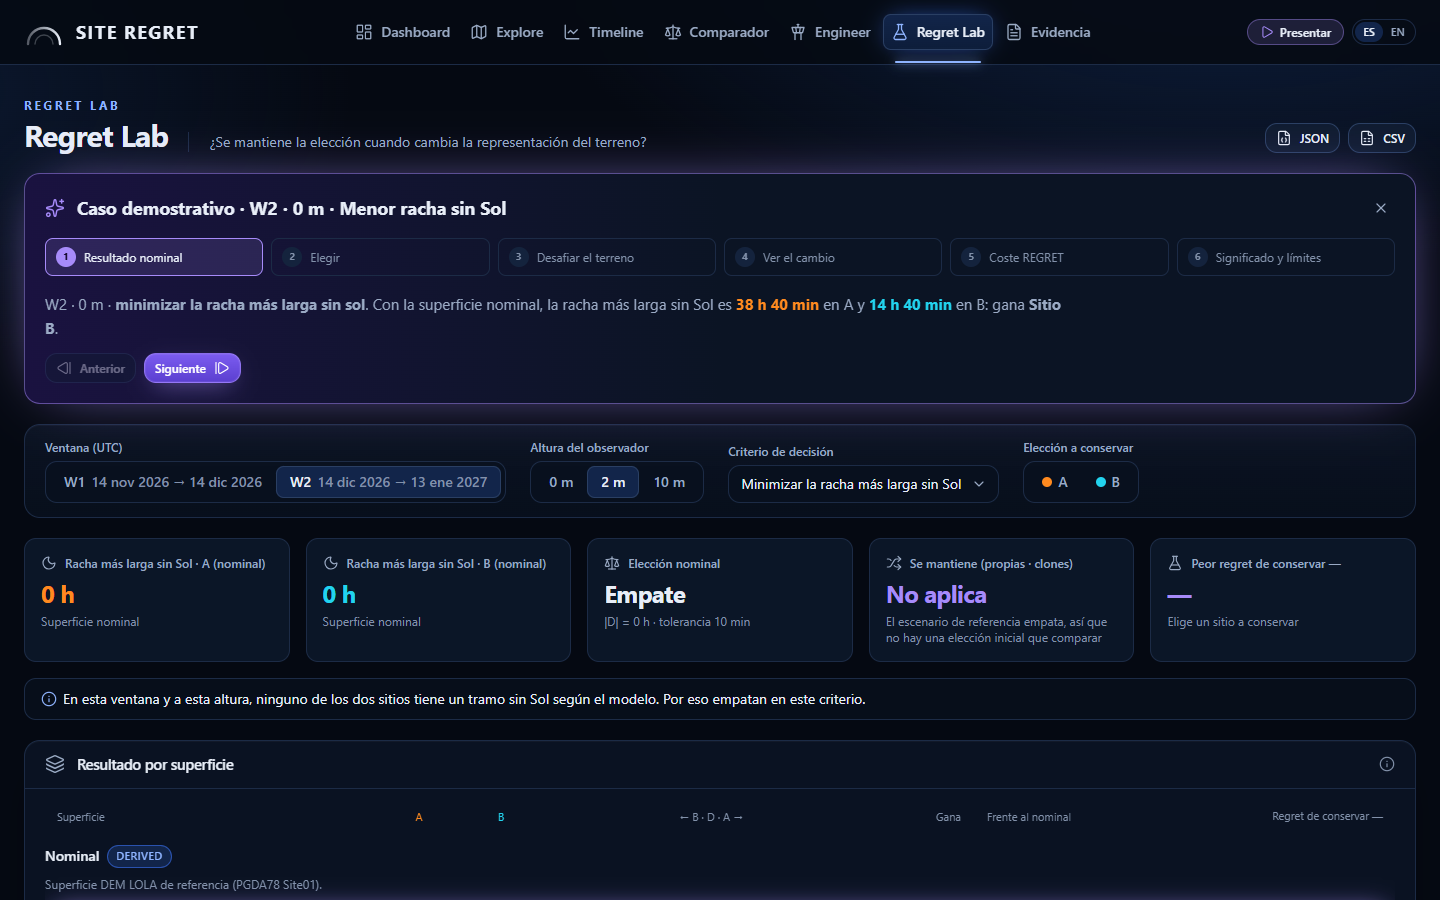 SITE REGRET
Dashboard
Explore
Timeline
Comparador
Engineer
Regret Lab
Evidencia
Presentar
ES
EN
REGRET LAB
Regret Lab
¿Se mantiene la elección cuando cambia la representación del terreno?
JSON
CSV
Caso demostrativo · W2 · 0 m · Menor racha sin Sol
1 Resultado nominal
2 Elegir
3 Desafiar el terreno
4 Ver el cambio
5 Coste REGRET
6 Significado y límites
W2 · 0 m · minimizar la racha más larga sin sol. Con la superficie nominal, la racha más larga sin Sol es 38 h 40 min en A y 14 h 40 min en B: gana Sitio
B.
Anterior
Siguiente
Ventana (UTC)
W1 14 nov 2026 → 14 dic 2026
W2 14 dic 2026 → 13 ene 2027
Altura del observador
0 m
2 m
10 m
Criterio de decisión
Minimizar la racha más larga sin Sol
Elección a conservar
A
B
Racha más larga sin Sol · A (nominal)
0 h
Superficie nominal
Racha más larga sin Sol · B (nominal)
0 h
Superficie nominal
Elección nominal
Empate
|D| = 0 h · tolerancia 10 min
Se mantiene (propias · clones)
No aplica
El escenario de referencia empata, así que
no hay una elección inicial que comparar
Peor regret de conservar —
—
Elige un sitio a conservar
En esta ventana y a esta altura, ninguno de los dos sitios tiene un tramo sin Sol según el modelo. Por eso empatan en este criterio.
Resultado por superficie
Superficie
A
B
← B · D · A →
Gana
Frente al nominal
Regret de conservar —
Nominal DERIVED
Superficie DEM LOLA de referencia (PGDA78 Site01).